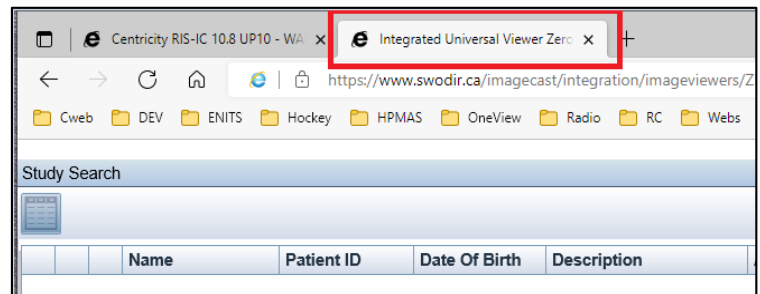 Centricity RIS-IC 10.8 UP10 - WA Integrated Universal Viewer Zero
https://www.swodir.ca/imagecast/integration/imageviewers/Z
Cweb DEV ENITS Hockey HPMAS OneView Radio RC Webs
Study Search
Name Patient ID Date Of Birth Description